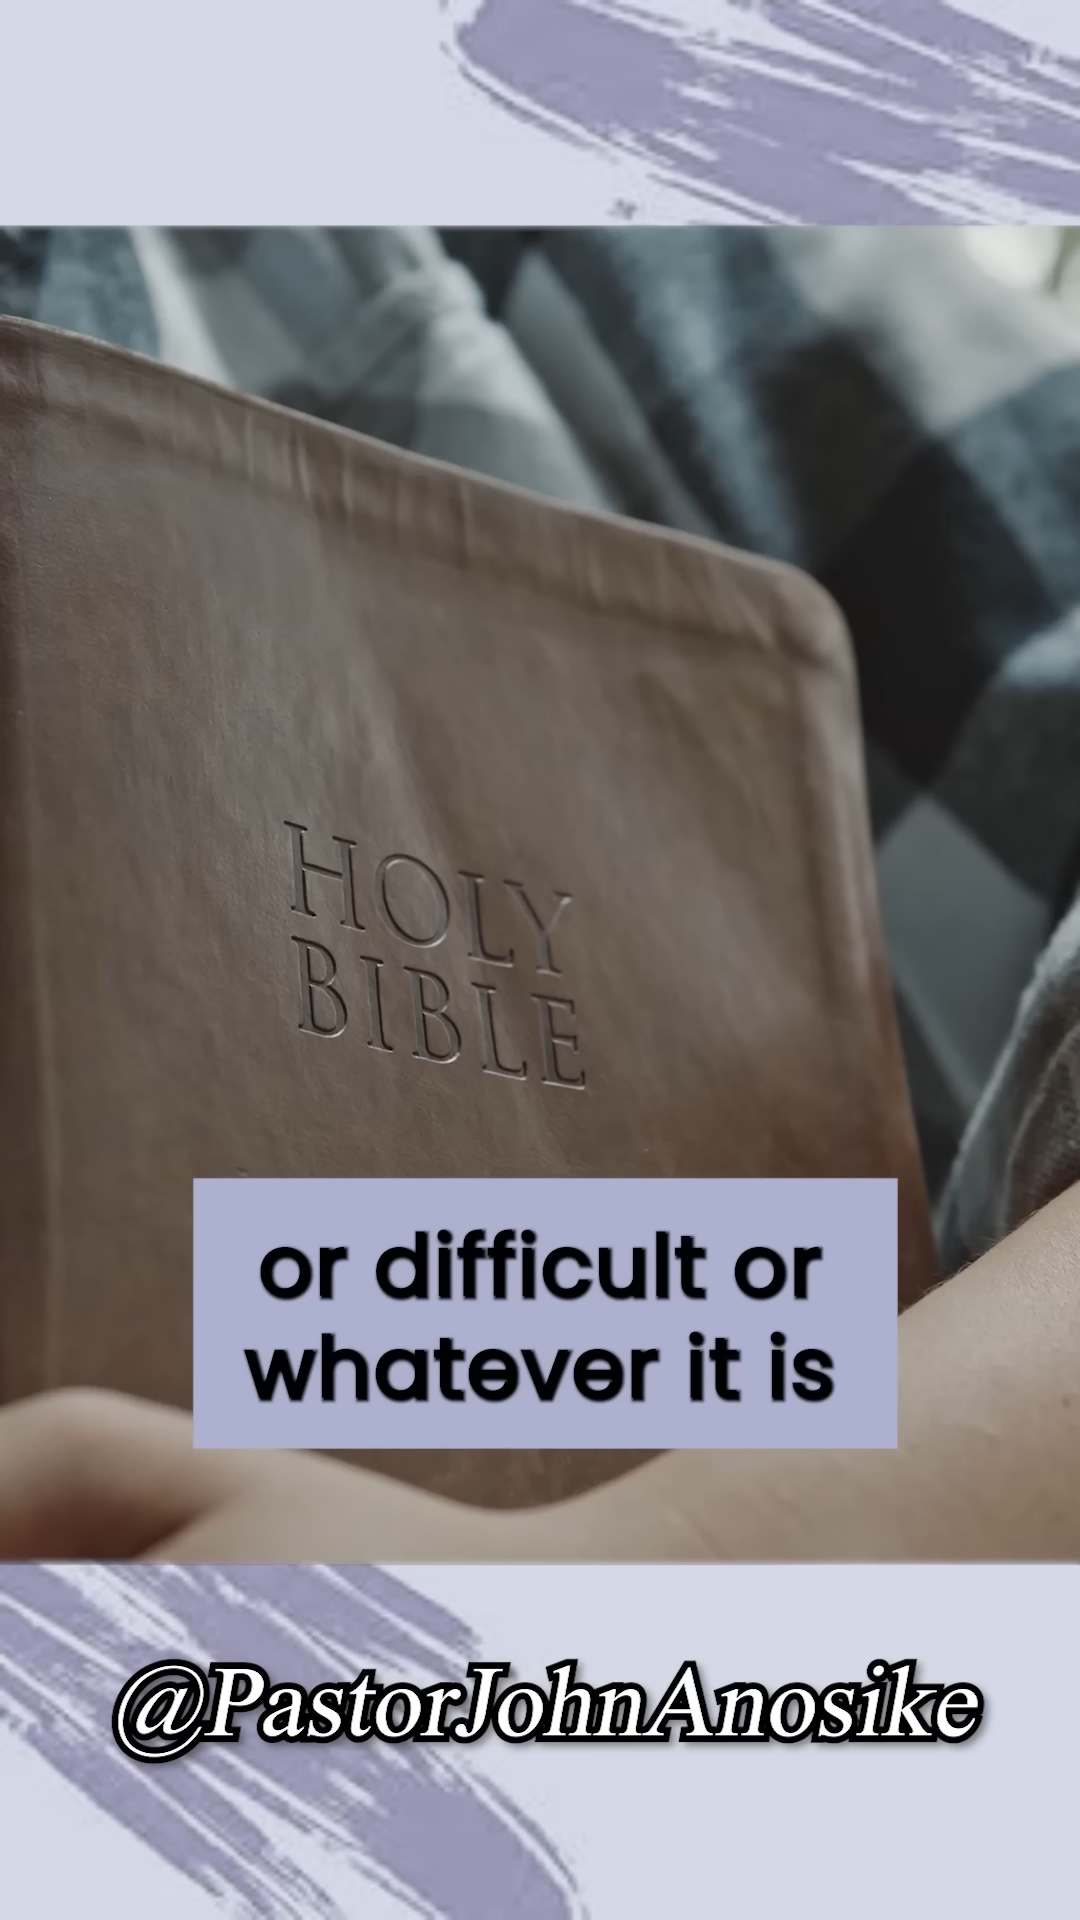 HOLY
BIBLE
or difficult or
whatever it is
@PastorJohnAnosike